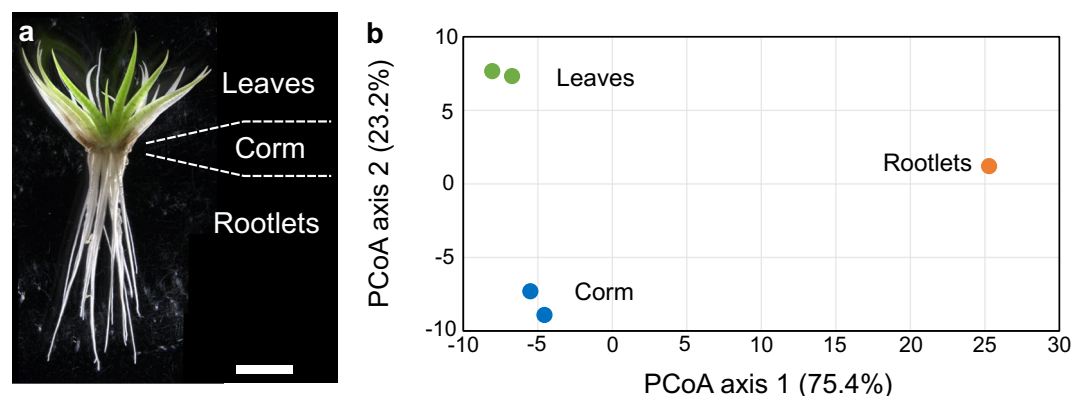 a
Leaves
Corm
Rootlets
b
PCoA axis 2 (23.2%)
10
5
0
-5
-10
Leaves
Rootlets
Corm
-10 -5 0 5 10 15 20 25 30
PCoA axis 1 (75.4%)